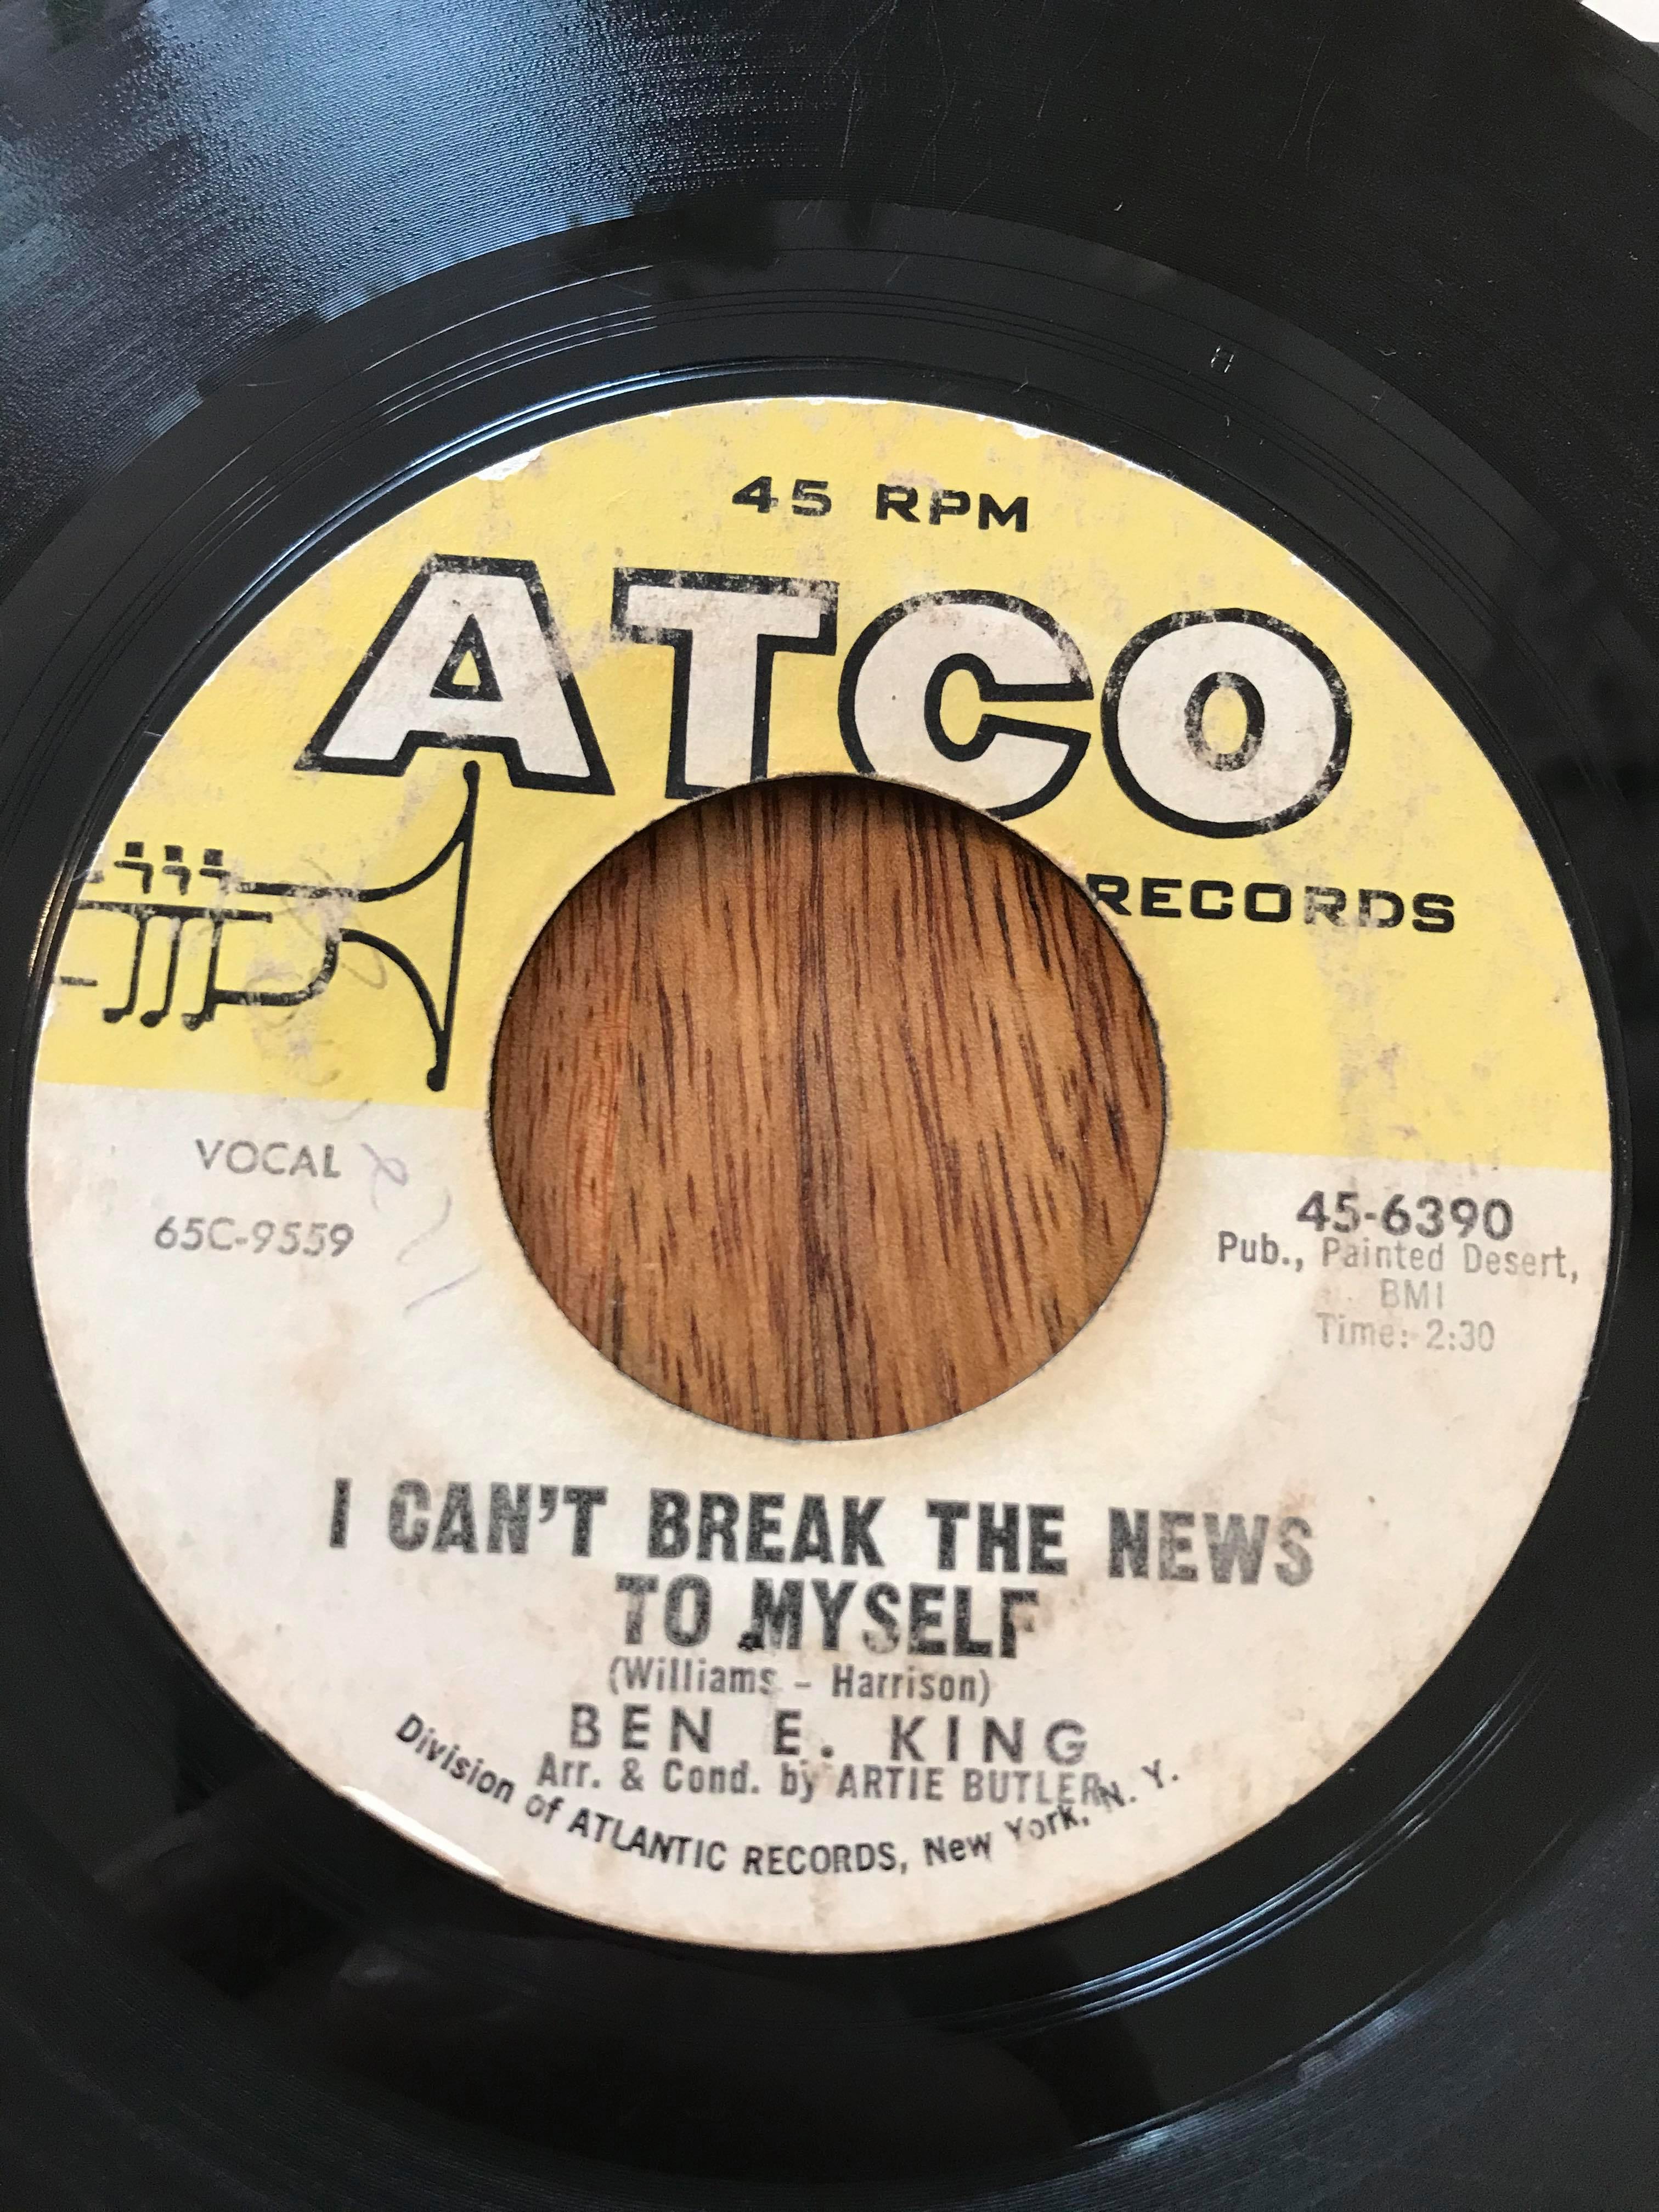 45 RPM
ATCO
RECORDS
VOCAL
65C-9559
45-6390
Pub., Painted Desert,
BMI
Time: 2:30
I CAN'T BREAK THE NEWS
TO MYSELF
(Williams - Harrison)
BEN E. KING
Arr. & Cond. by ARTIE BUTLER
Division of ATLANTIC RECORDS, New York, N. Y.